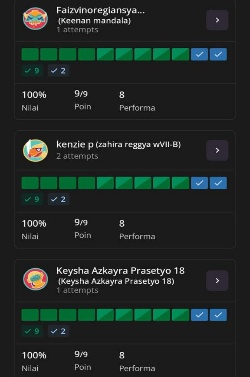 Faizvinoregiansya...
(Keenan mandala)
1 attempts
9 2
100% 9/9 8
Nilai Poin Performa
kenzie p (zahira reggya wVII-B)
2 attempts
9 2
100% 9/9 8
Nilai Poin Performa
Keysha Azkayra Prasetyo 18
(Keysha Azkayra Prasetyo 18)
1 attempts
9 2
100% 9/9 8
Nilai Poin Performa